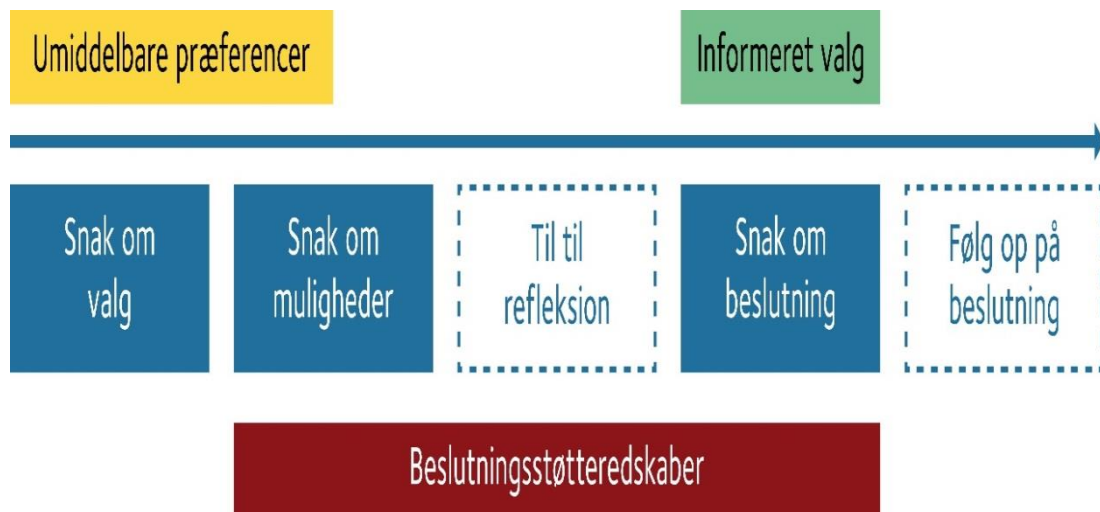 Umiddelbare præferencer
Informeret valg
Snak om
valg
Snak om
muligheder
Til til
refleksion
Snak om
beslutning
Følg op på
beslutning
Beslutningsstøtteredskaber